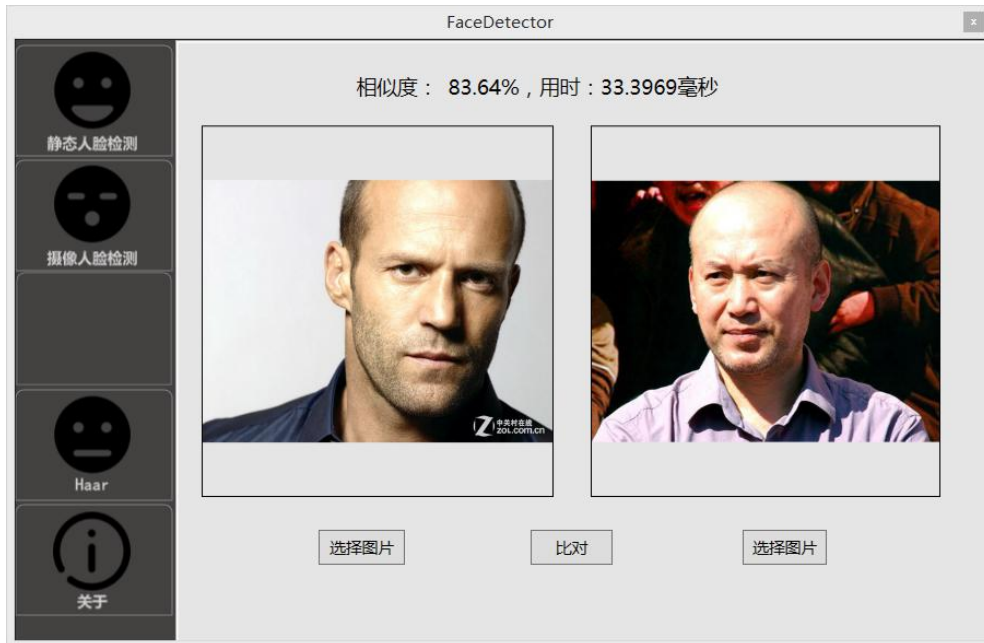 FaceDetector
x
静态人脸检测
摄像人脸检测
Haar
关于
相似度： 83.64%，用时：33.3969毫秒
中关村在线
ZOL.COM.CN
选择图片
比对
选择图片